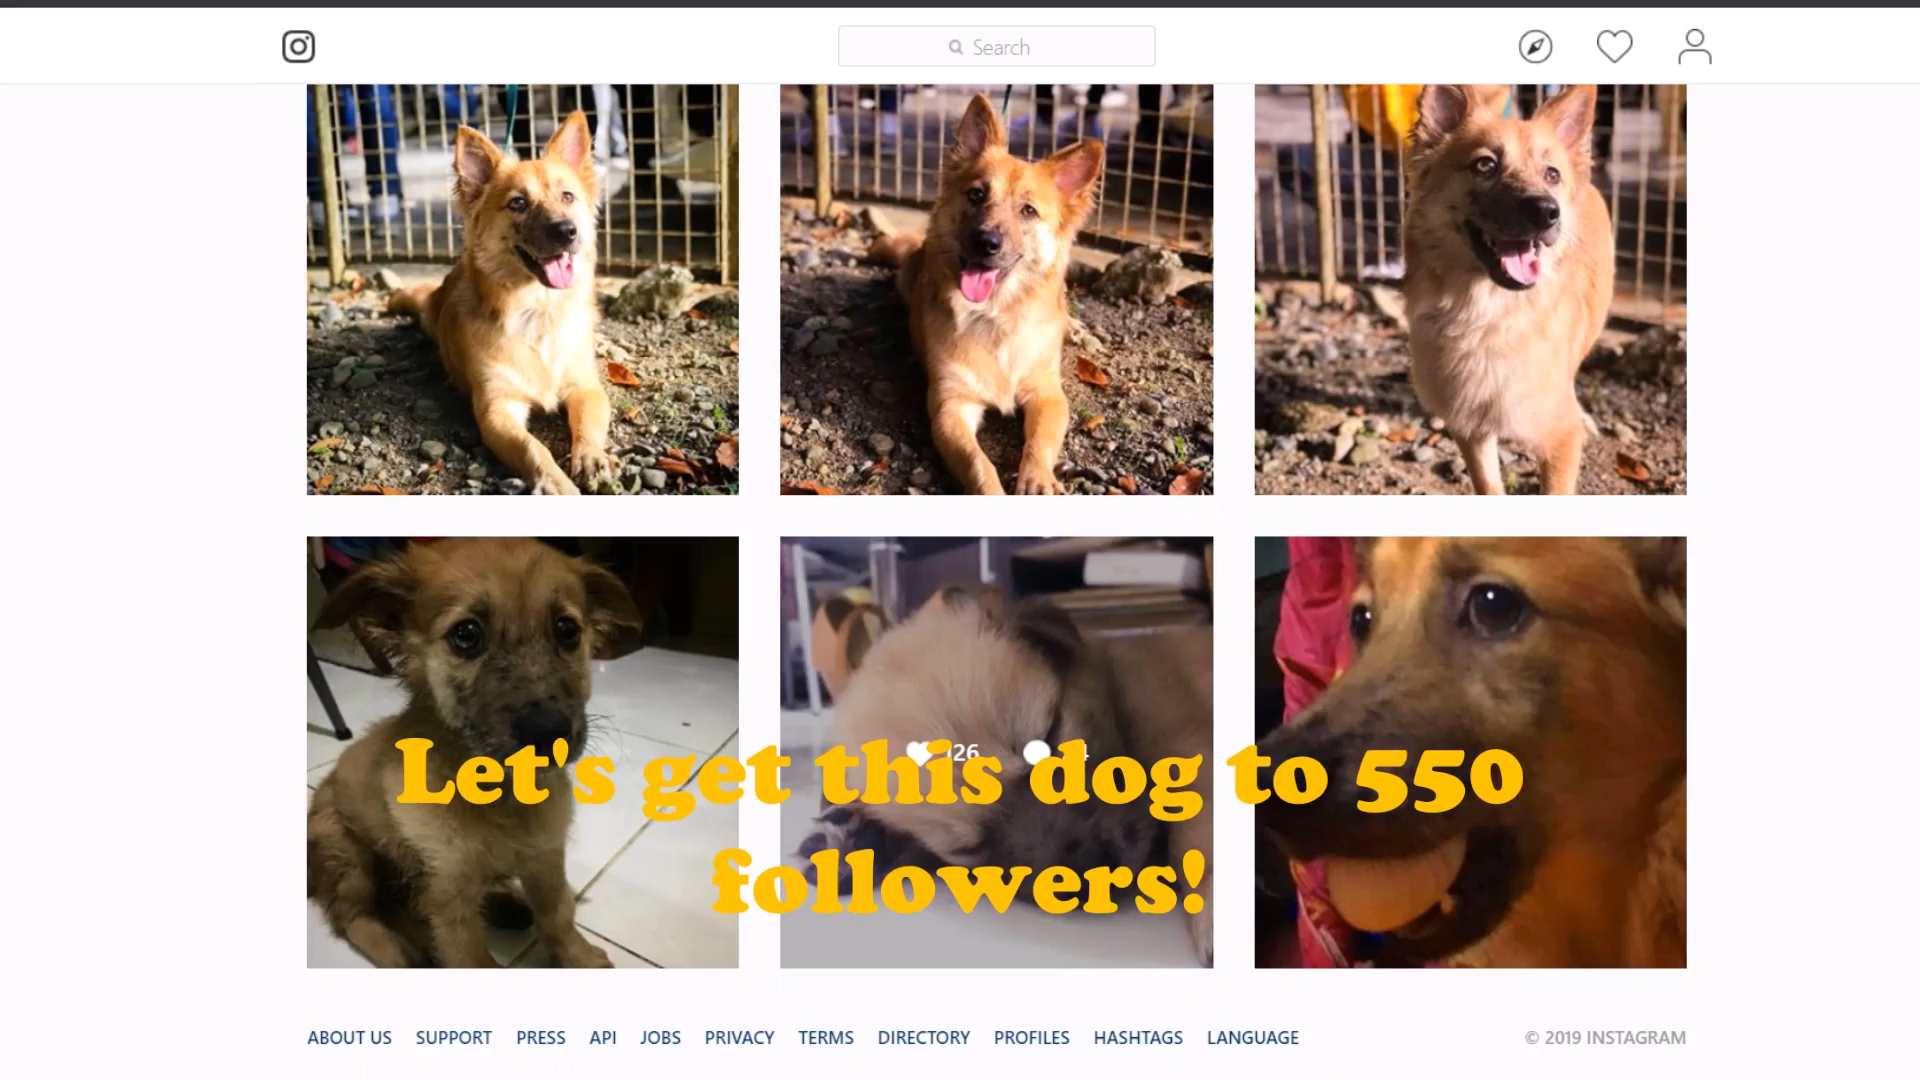 Search
126
Let's get this dog to 550
followers!
ABOUT US SUPPORT PRESS API JOBS PRIVACY TERMS DIRECTORY PROFILES HASHTAGS LANGUAGE © 2019 INSTAGRAM